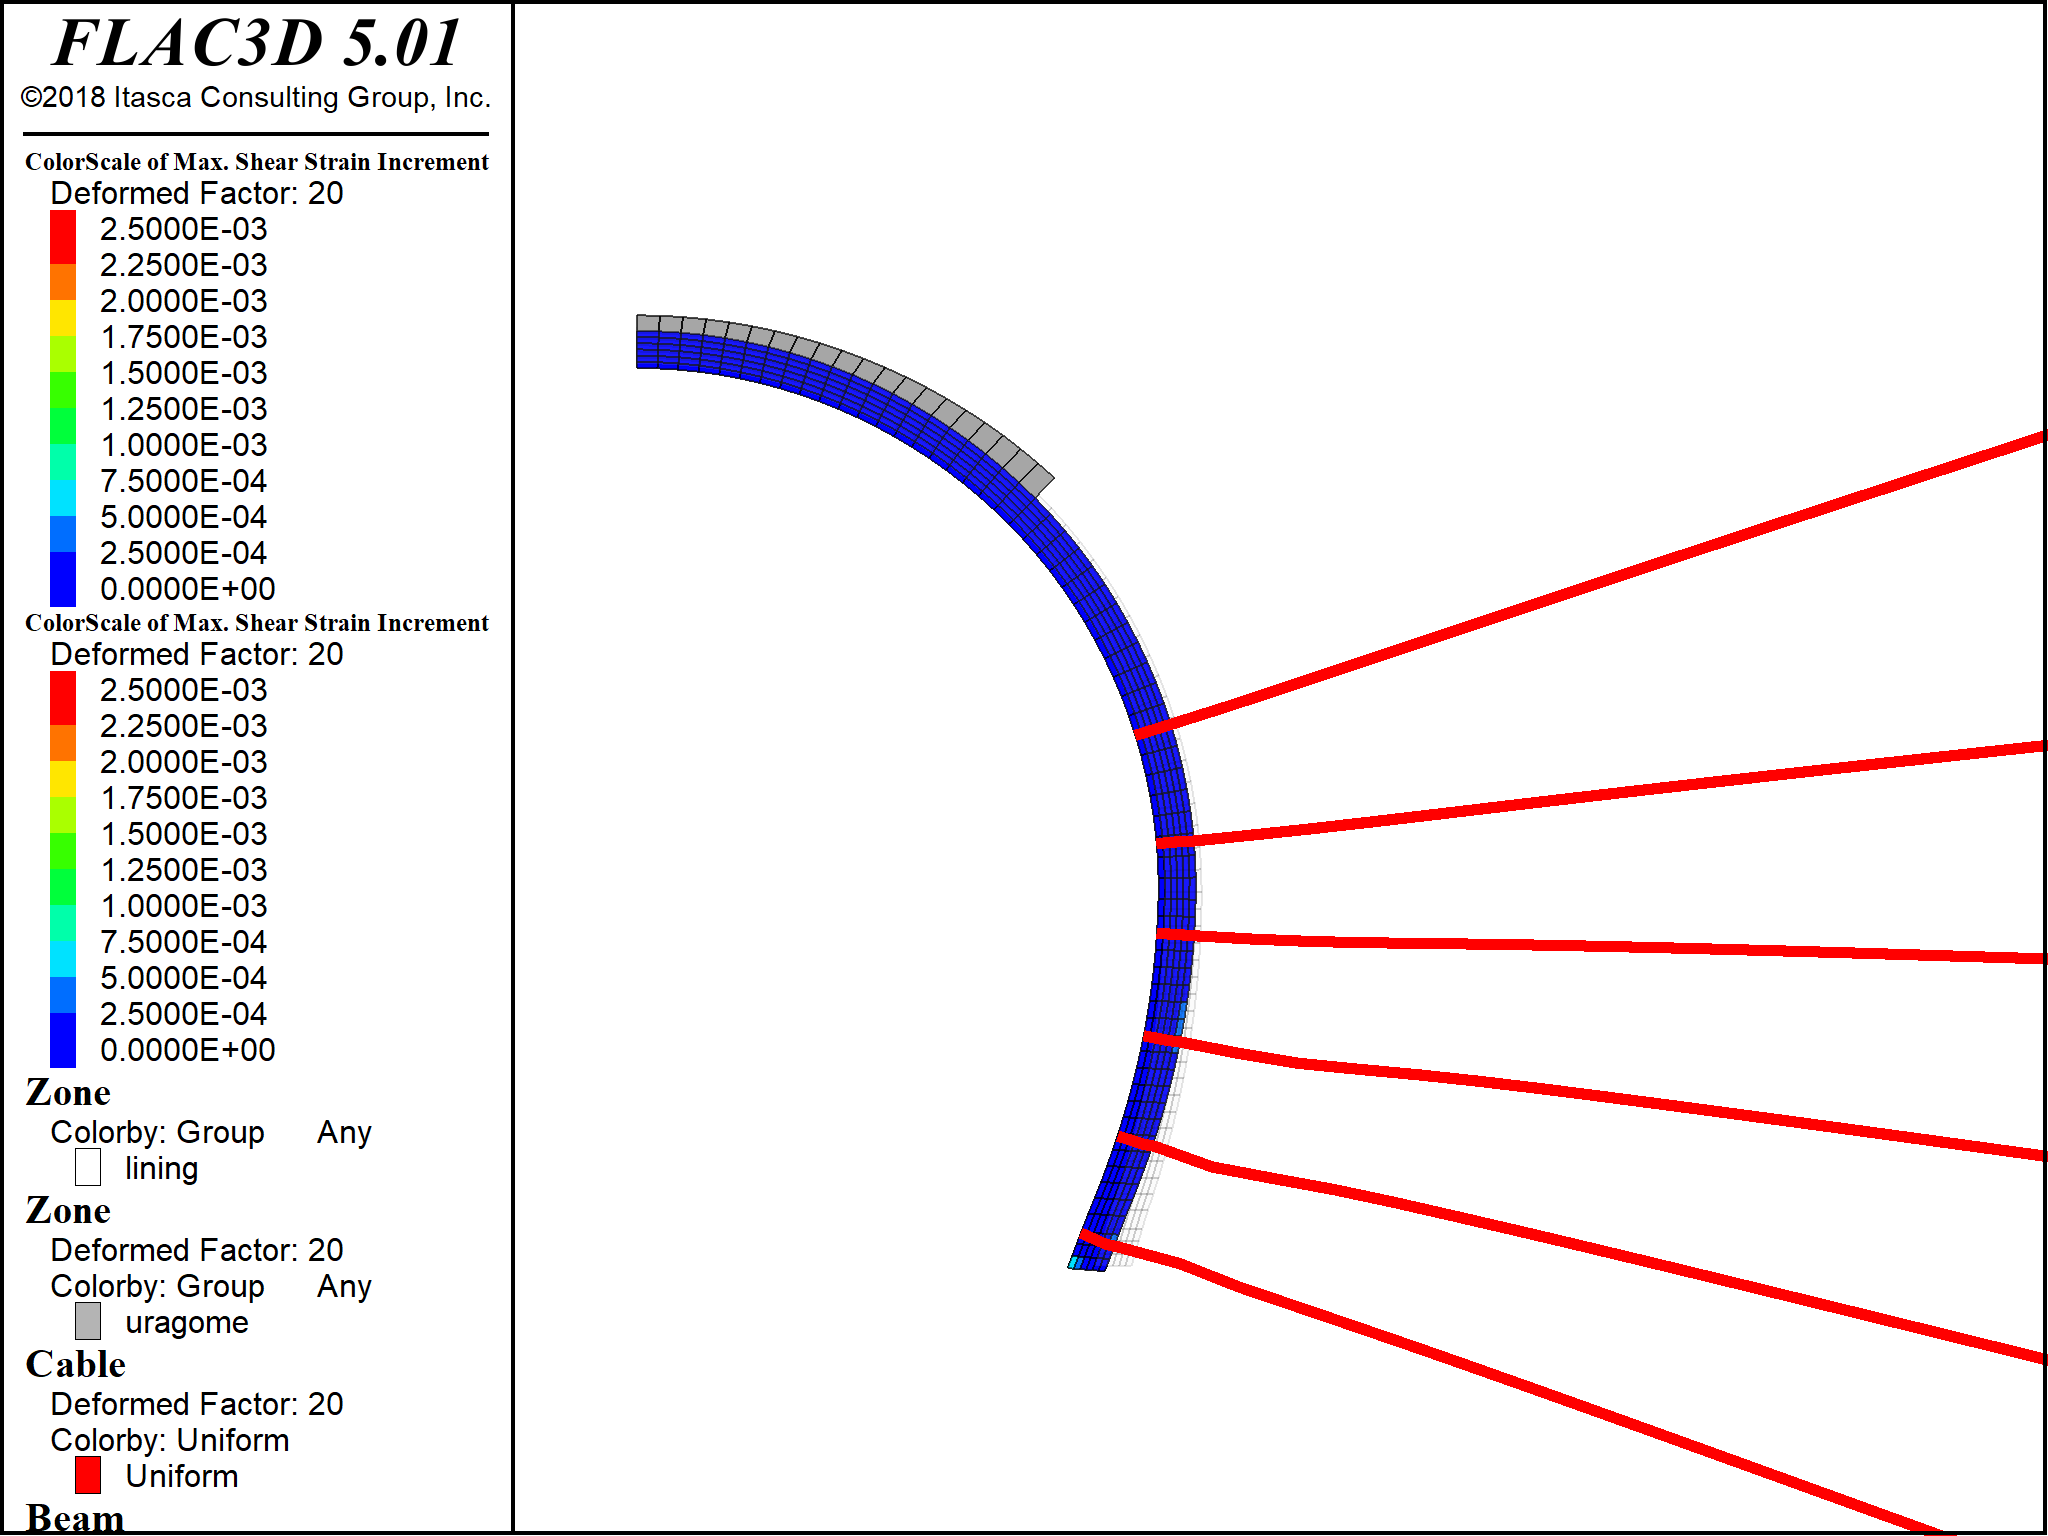 FLAC3D 5.01
©2018 Itasca Consulting Group, Inc.
ColorScale of Max. Shear Strain Increment
Deformed Factor: 20
2.5000E-03
2.2500E-03
2.0000E-03
1.7500E-03
1.5000E-03
1.2500E-03
1.0000E-03
7.5000E-04
5.0000E-04
2.5000E-04
0.0000E+00
ColorScale of Max. Shear Strain Increment
Deformed Factor: 20
2.5000E-03
2.2500E-03
2.0000E-03
1.7500E-03
1.5000E-03
1.2500E-03
1.0000E-03
7.5000E-04
5.0000E-04
2.5000E-04
0.0000E+00
Zone
Colorby: Group Any
lining
Zone
Deformed Factor: 20
Colorby: Group Any
uragome
Cable
Deformed Factor: 20
Colorby: Uniform
Uniform
Beam